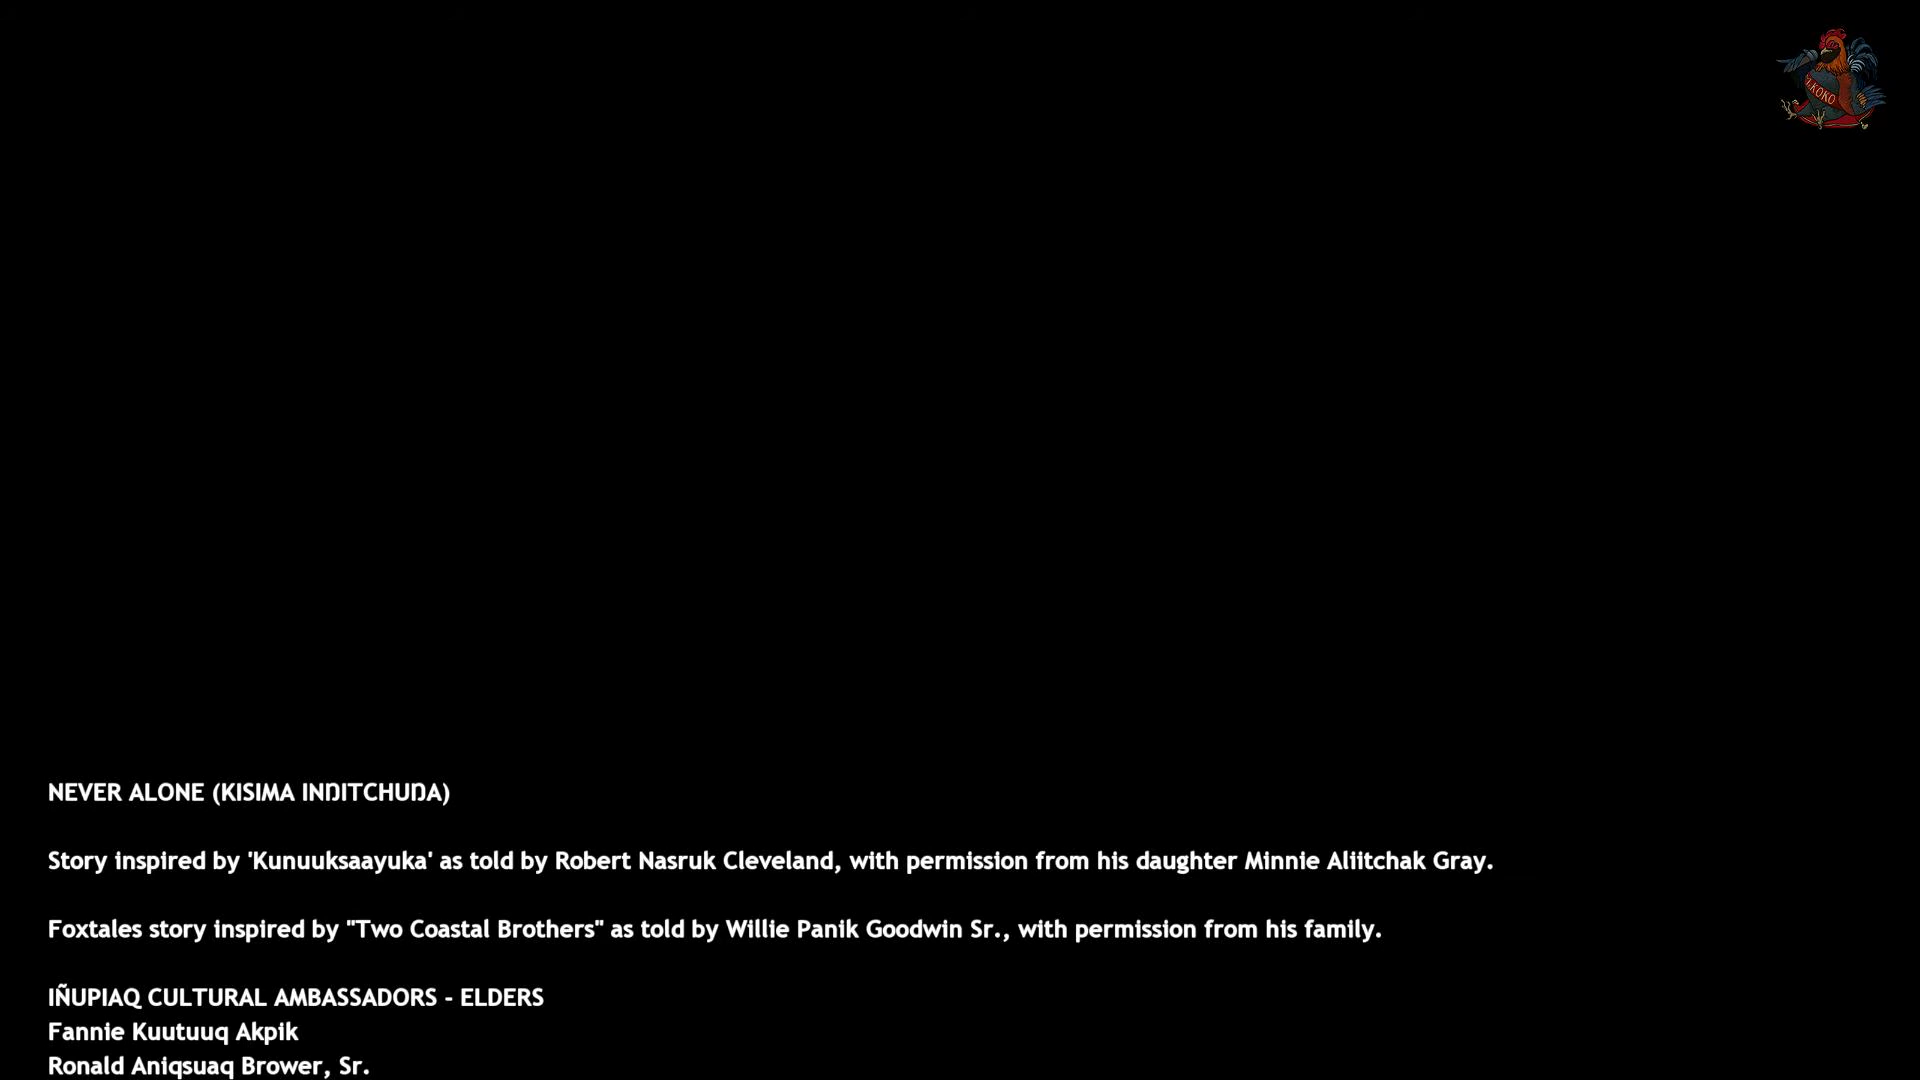 J.KOKO
NEVER ALONE (KISIMA INŊITCHUŊA)
Story inspired by 'Kunuuksaayuka' as told by Robert Nasruk Cleveland, with permission from his daughter Minnie Aliitchak Gray.
Foxtales story inspired by "Two Coastal Brothers" as told by Willie Panik Goodwin Sr., with permission from his family.
IÑUPIAQ CULTURAL AMBASSADORS - ELDERS
Fannie Kuutuuq Akpik
Ronald Aniqsuaq Brower, Sr.